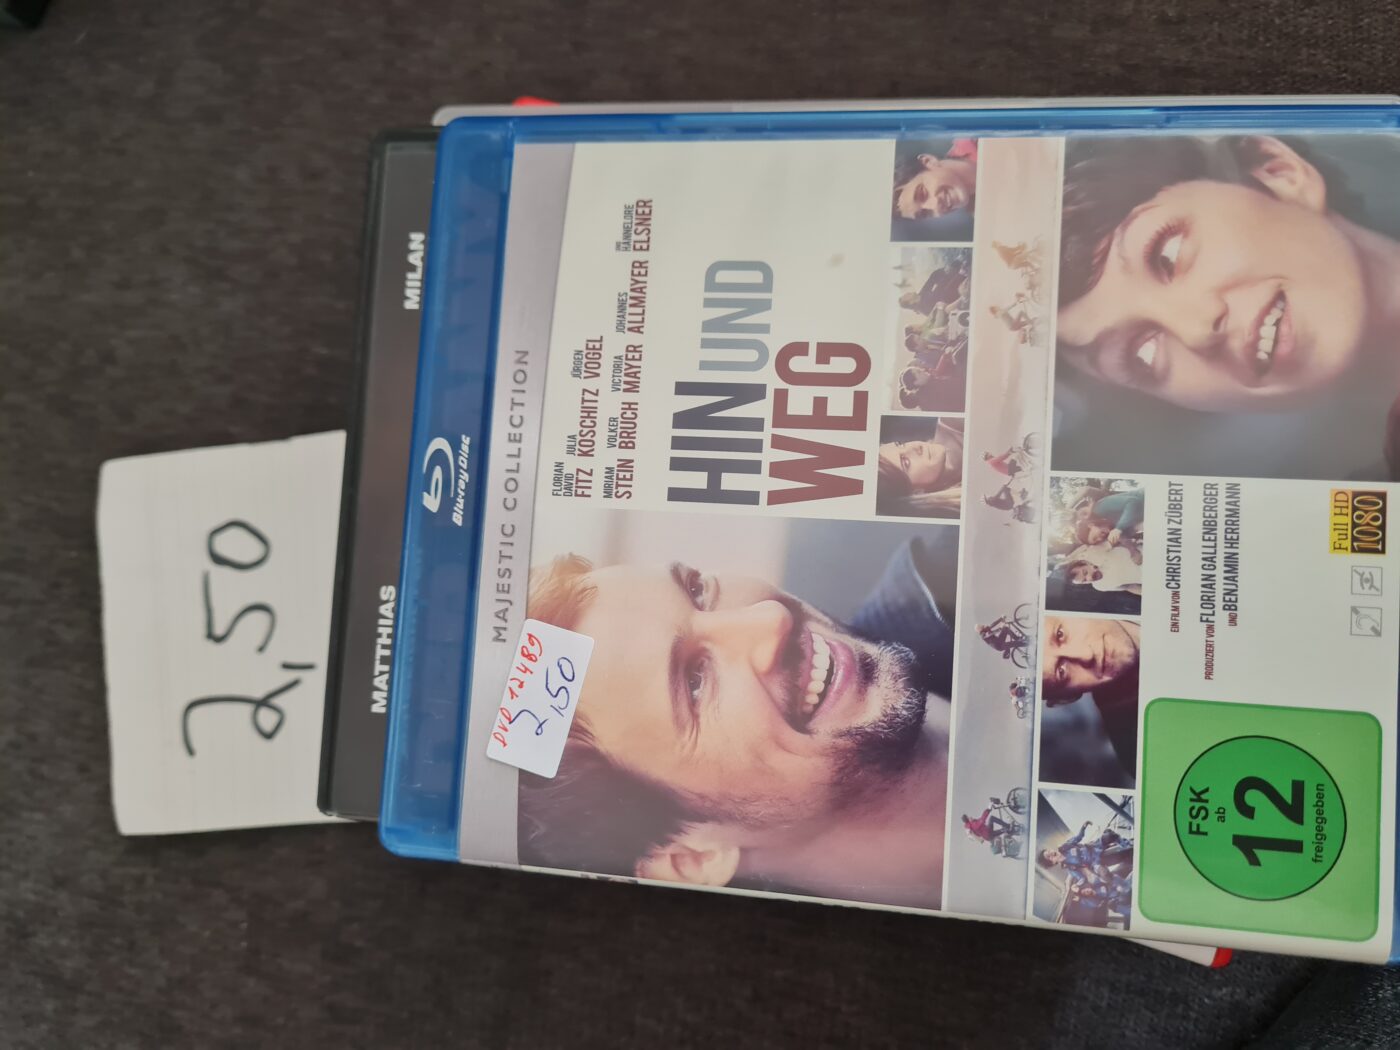 2,50
MATTHIAS
MILAN
Blu-ray Disc
MAJESTIC COLLECTION
DVD 12489
2,50
FLORIAN DAVID FITZ
JULIA KOSCHITZ
JÜRGEN VOGEL
MIRIAM STEIN
VOLKER BRUCH
VICTORIA MAYER
JOHANNES ALLMAYER
UND HANNELORE ELSNER
HIN UND
WEG
EIN FILM VON CHRISTIAN ZÜBERT
PRODUZIERT VON FLORIAN GALLENBERGER
UND BENJAMIN HERRMANN
FSK
ab
12
freigegeben
Full HD
1080